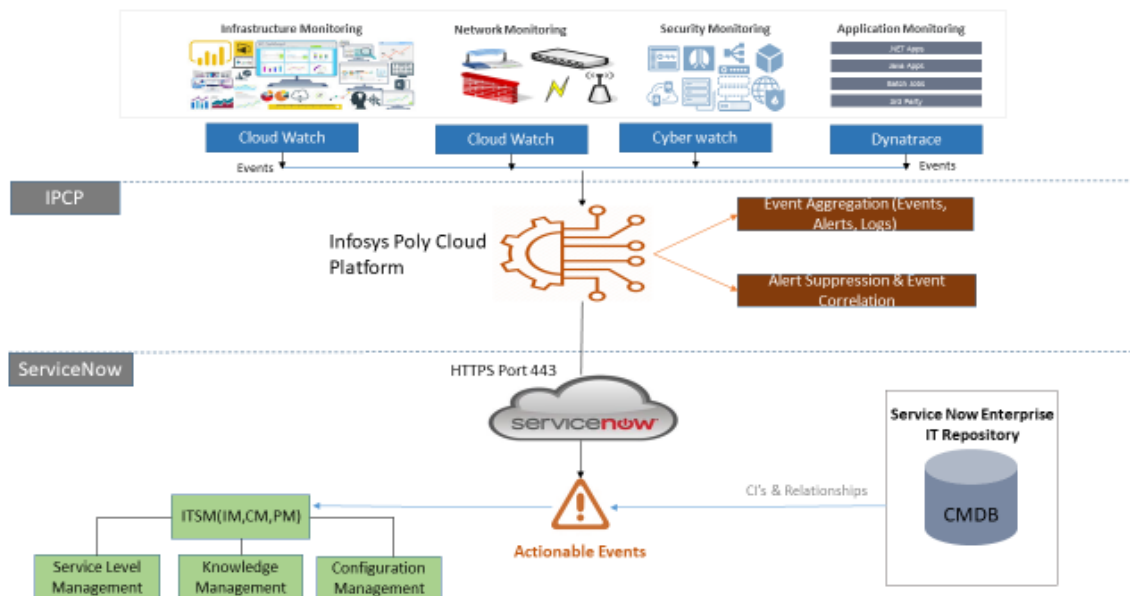 Infrastructure Monitoring
Network Monitoring
Security Monitoring
Application Monitoring
.NET Apps
Java Apps
Batch Jobs
3rd Party
Cloud Watch
Cloud Watch
Cyber watch
Dynatrace
Events
Events
IPCP
Infosys Poly Cloud
Platform
Event Aggregation (Events,
Alerts, Logs)
Alert Suppression & Event
Correlation
ServiceNow
HTTPS Port 443
servicenow
Service Now Enterprise
IT Repository
CMDB
CI's & Relationships
ITSM(IM,CM,PM)
Actionable Events
Service Level
Management
Knowledge
Management
Configuration
Management